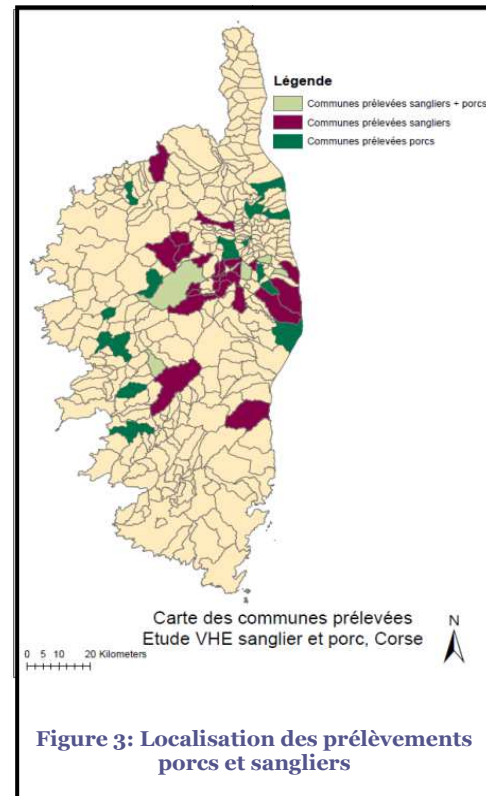 Légende
Communes prélevées sangliers + porcs
Communes prélevées sangliers
Communes prélevées porcs
Carte des communes prélevées
Etude VHE sanglier et porc, Corse
N
0 5 10 20 Kilometers
Figure 3: Localisation des prélèvements
porcs et sangliers